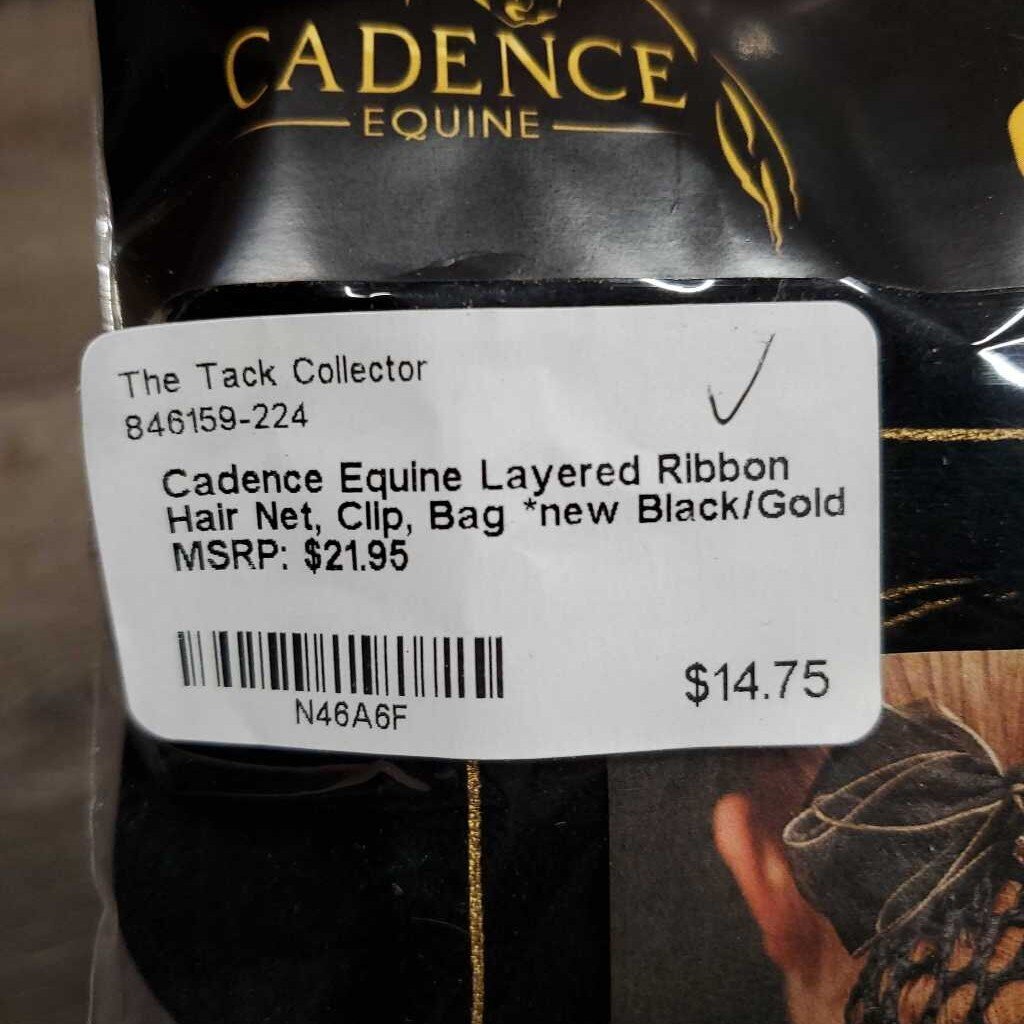 CADENCE
EQUINE
The Tack Collector
846159-224
Cadence Equine Layered Ribbon
Hair Net, Clip, Bag *new Black/Gold
MSRP: $21.95
N46A6F
$14.75